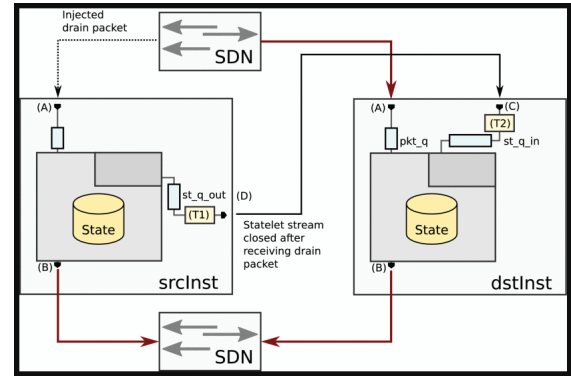 Injected
drain packet
SDN
(A)
(A)
(C)
(T2)
pkt_q
st_q_in
st_q_out
(D)
(T1)
State
State
Statelet stream
closed after
receiving drain
packet
(B)
(B)
srcInst
dstInst
SDN